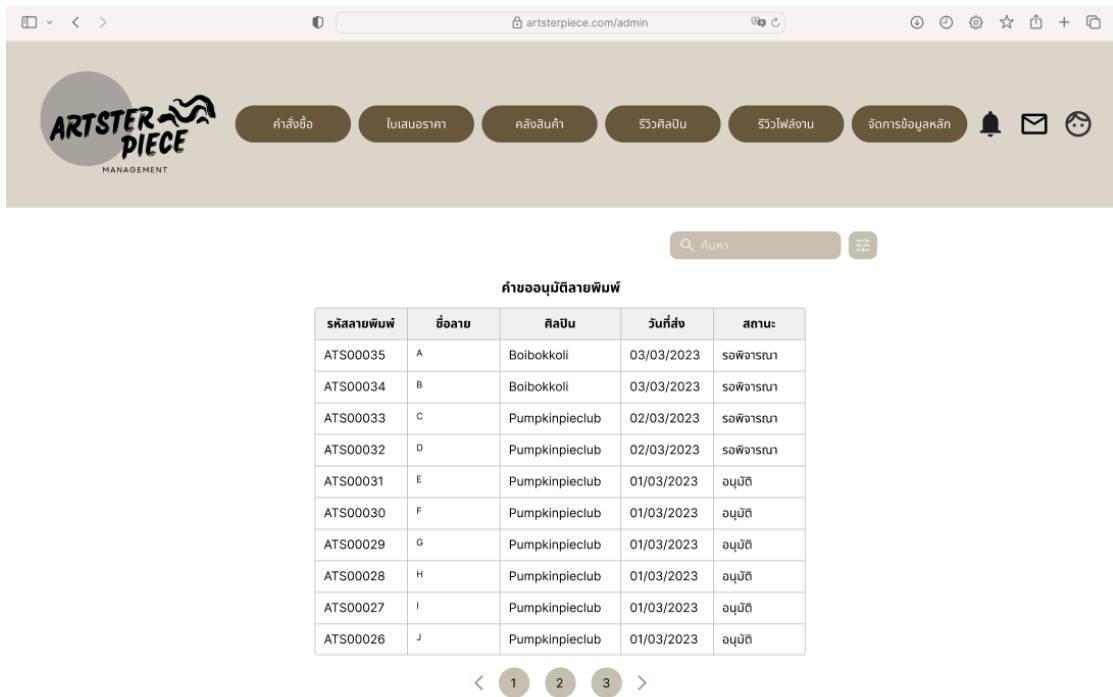 artsterpiece.com/admin
ARTSTER
PIECE
MANAGEMENT
คำสั่งซื้อ ใบเสนอราคา คลังสินค้า รีวิวศิลปิน รีวิวไฟล์งาน จัดการข้อมูลหลัก
ค้นหา
คำขออนุมัติลายพิมพ์
รหัสลายพิมพ์ ชื่อลาย ศิลปิน วันที่ส่ง สถานะ
ATS00035 A Boibokkoli 03/03/2023 รอพิจารณา
ATS00034 B Boibokkoli 03/03/2023 รอพิจารณา
ATS00033 C Pumpkinpieclub 02/03/2023 รอพิจารณา
ATS00032 D Pumpkinpieclub 02/03/2023 รอพิจารณา
ATS00031 E Pumpkinpieclub 01/03/2023 อนุมัติ
ATS00030 F Pumpkinpieclub 01/03/2023 อนุมัติ
ATS00029 G Pumpkinpieclub 01/03/2023 อนุมัติ
ATS00028 H Pumpkinpieclub 01/03/2023 อนุมัติ
ATS00027 I Pumpkinpieclub 01/03/2023 อนุมัติ
ATS00026 J Pumpkinpieclub 01/03/2023 อนุมัติ
1 2 3